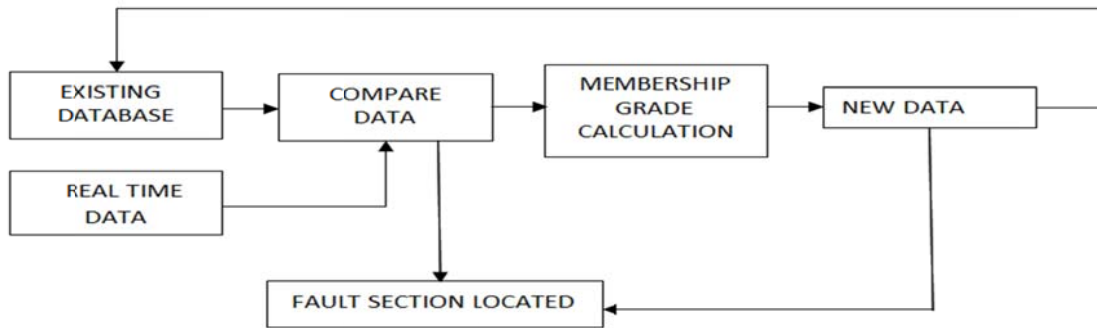 EXISTING
DATABASE
COMPARE
DATA
MEMBERSHIP
GRADE
CALCULATION
NEW DATA
REAL TIME
DATA
FAULT SECTION LOCATED